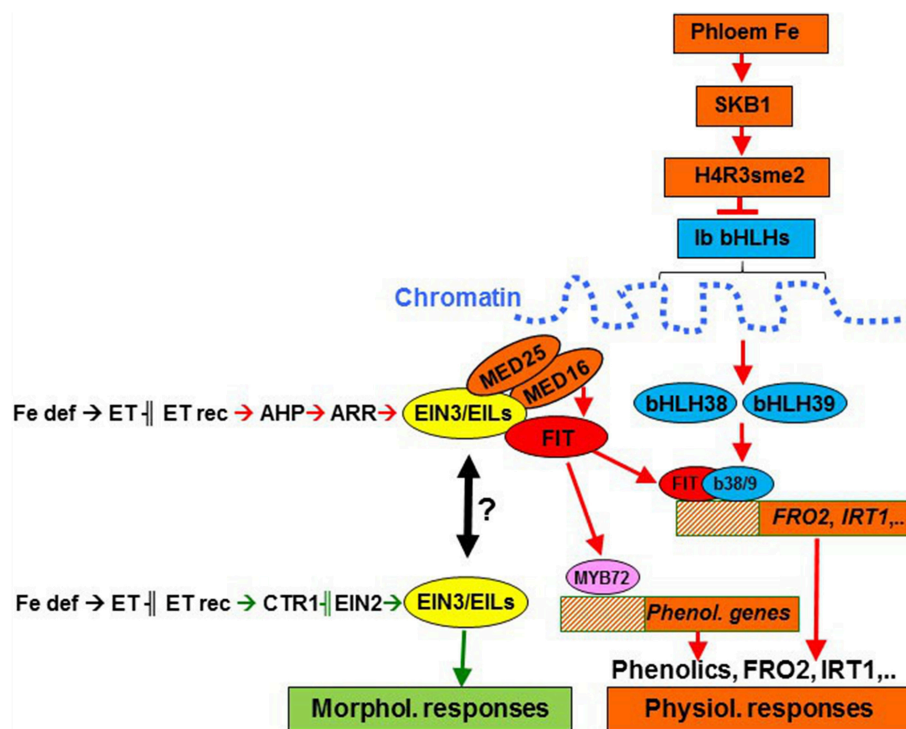 Phloem Fe
SKB1
H4R3sme2
Ib bHLHs
Chromatin
MED25
MED16
bHLH38
bHLH39
Fe def → ET ╢ ET rec → AHP → ARR → EIN3/EILs
FIT
FIT
b38/9
?
FRO2, IRT1,..
MYB72
Fe def → ET ╢ ET rec → CTR1 ╢ EIN2 → EIN3/EILs
Phenol. genes
Phenolics, FRO2, IRT1,..
Morphol. responses
Physiol. responses